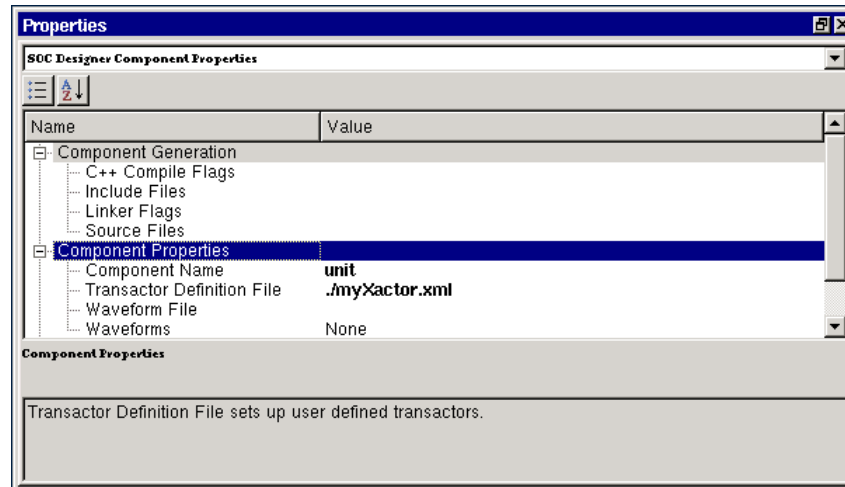 Properties
SOC Designer Component Properties
Name Value
Component Generation
C++ Compile Flags
Include Files
Linker Flags
Source Files
Component Properties
Component Name unit
Transactor Definition File ./myXactor.xml
Waveform File
Waveforms None
Component Properties
Transactor Definition File sets up user defined transactors.